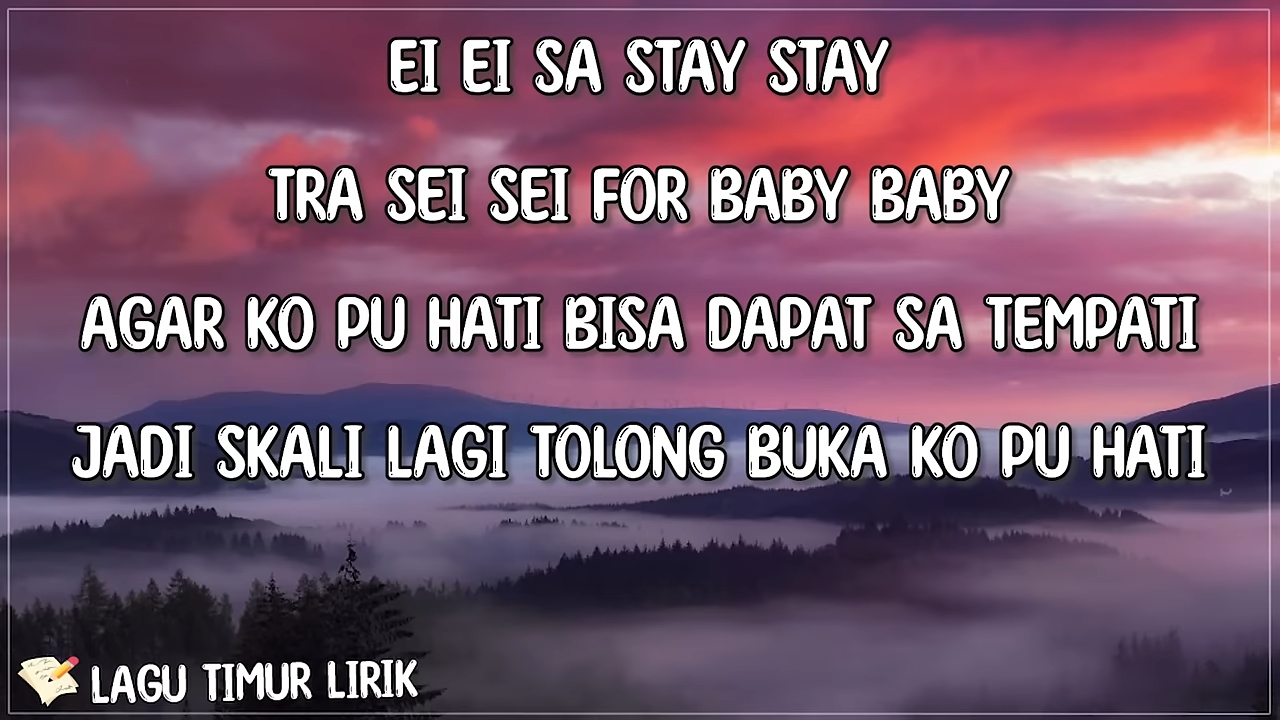 EI EI SA STAY STAY
TRA SEI SEI FOR BABY BABY
AGAR KO PU HATI BISA DAPAT SA TEMPATI
JADI SKALI LAGI TOLONG BUKA KO PU HATI
LAGU TIMUR LIRIK